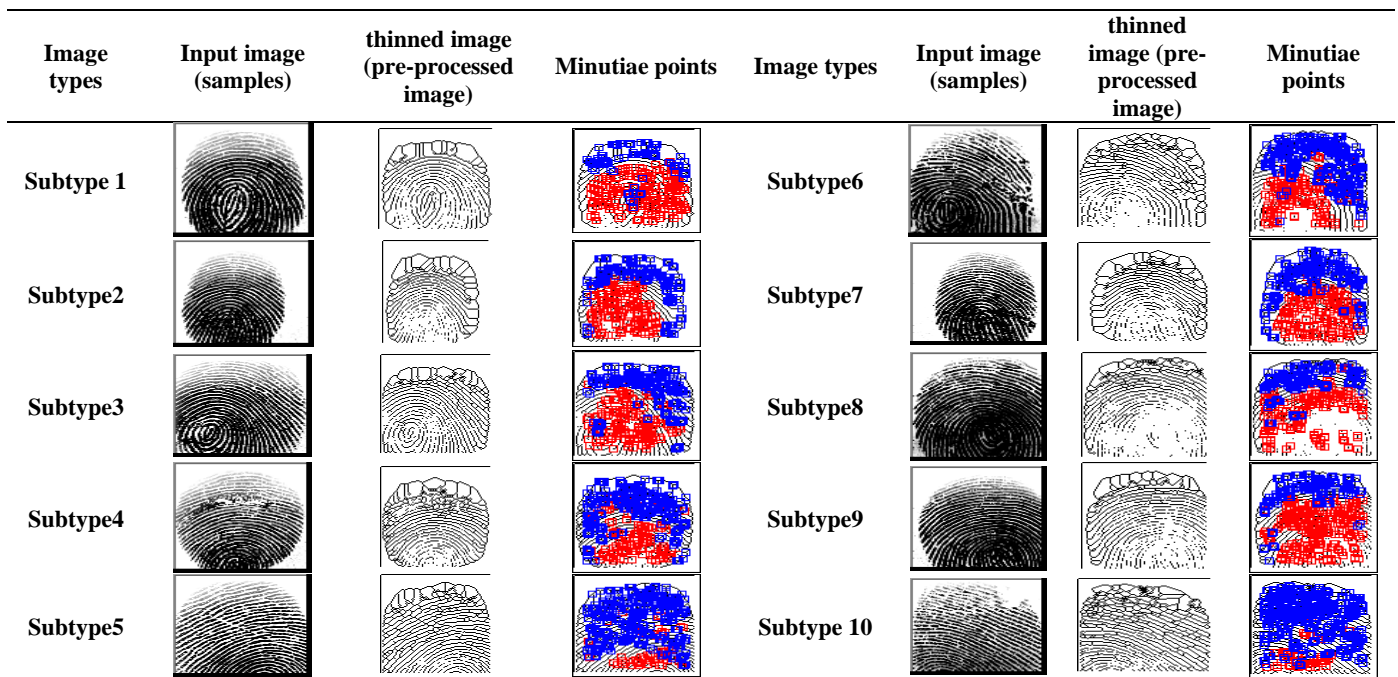 Image types Input image (samples) thinned image (pre-processed image) Minutiae points Image types Input image (samples) thinned image (pre-processed image) Minutiae points
Subtype 1 Subtype6
Subtype2 Subtype7
Subtype3 Subtype8
Subtype4 Subtype9
Subtype5 Subtype 10